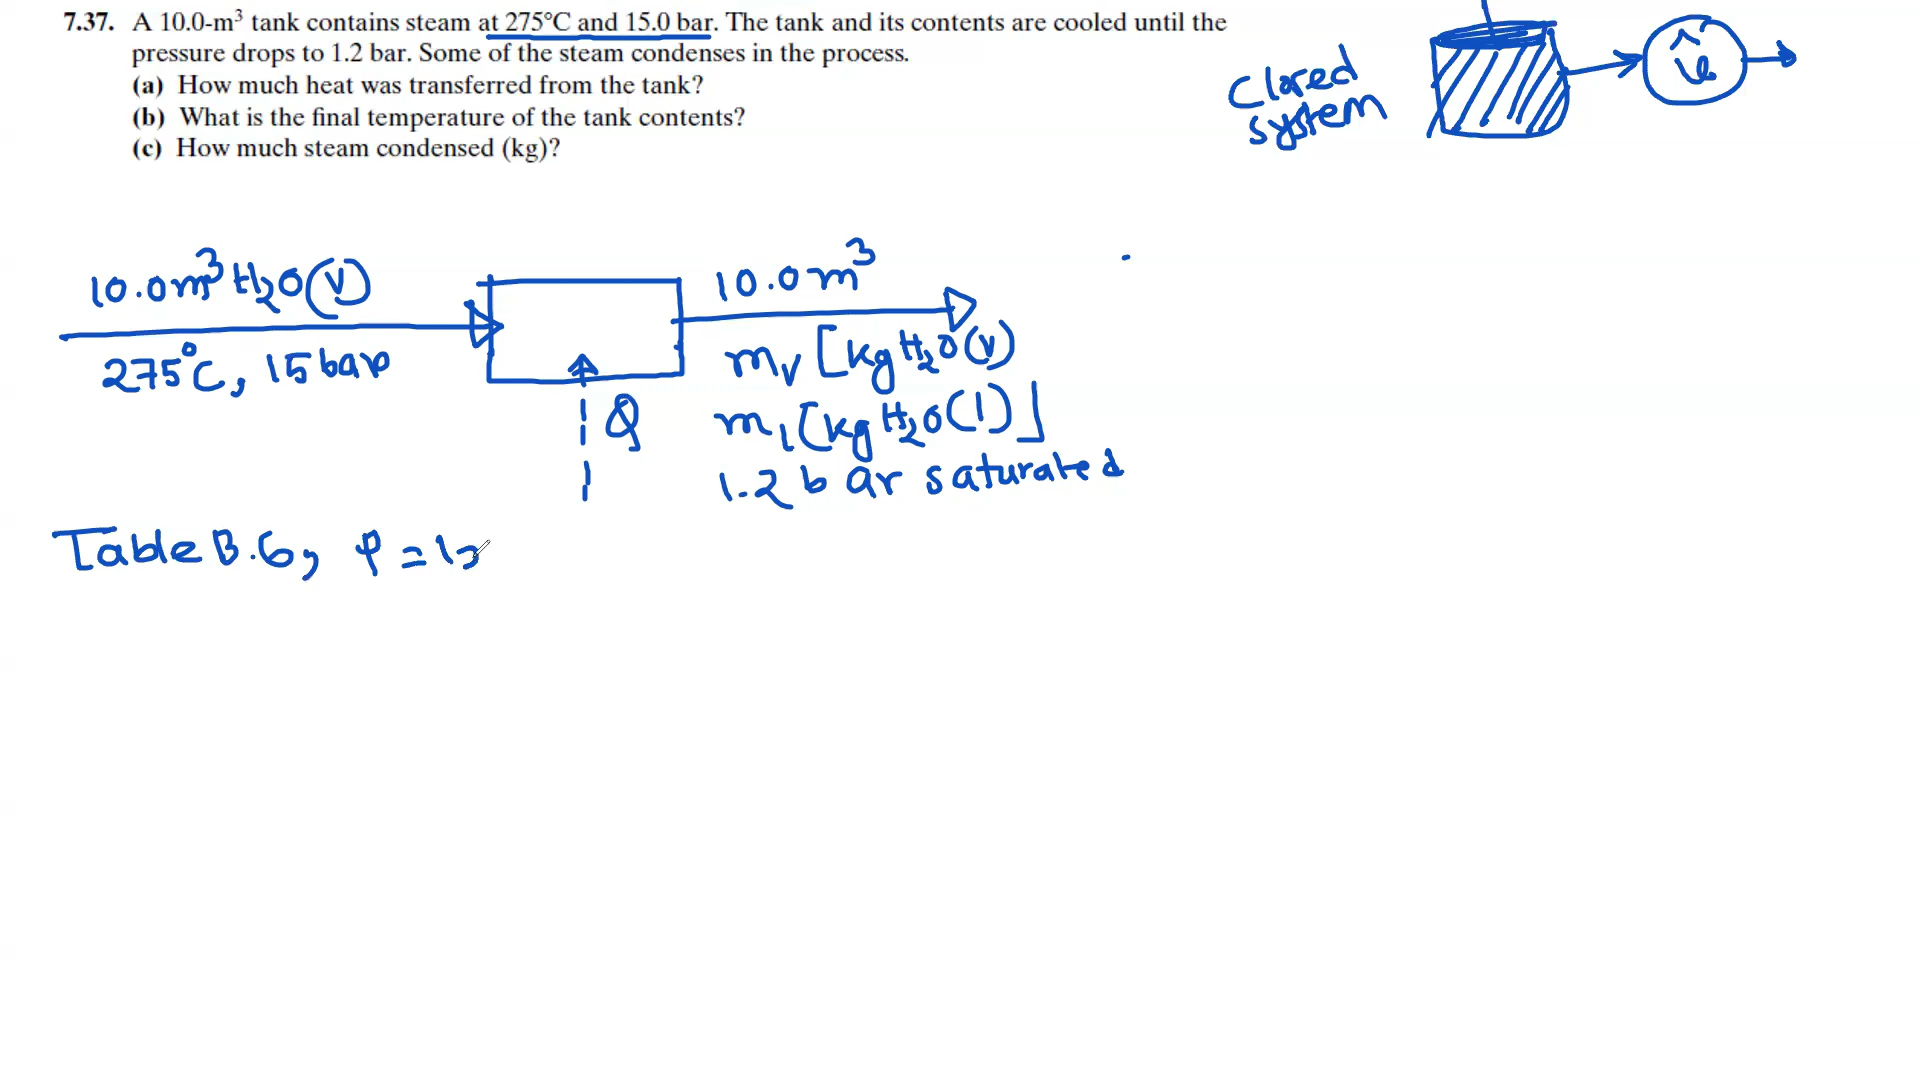 7.37. A 10.0-m³ tank contains steam at 275°C and 15.0 bar. The tank and its contents are cooled until the
pressure drops to 1.2 bar. Some of the steam condenses in the process.
(a) How much heat was transferred from the tank?
(b) What is the final temperature of the tank contents?
(c) How much steam condensed (kg)?
closed
system
10.0m³ H₂O(v)
275°C, 15 bar
Q
10.0 m³
mᵥ [kg H₂O(v)
mₗ [kg H₂O(l)]
1.2 bar saturated
Table B.6, P = 1